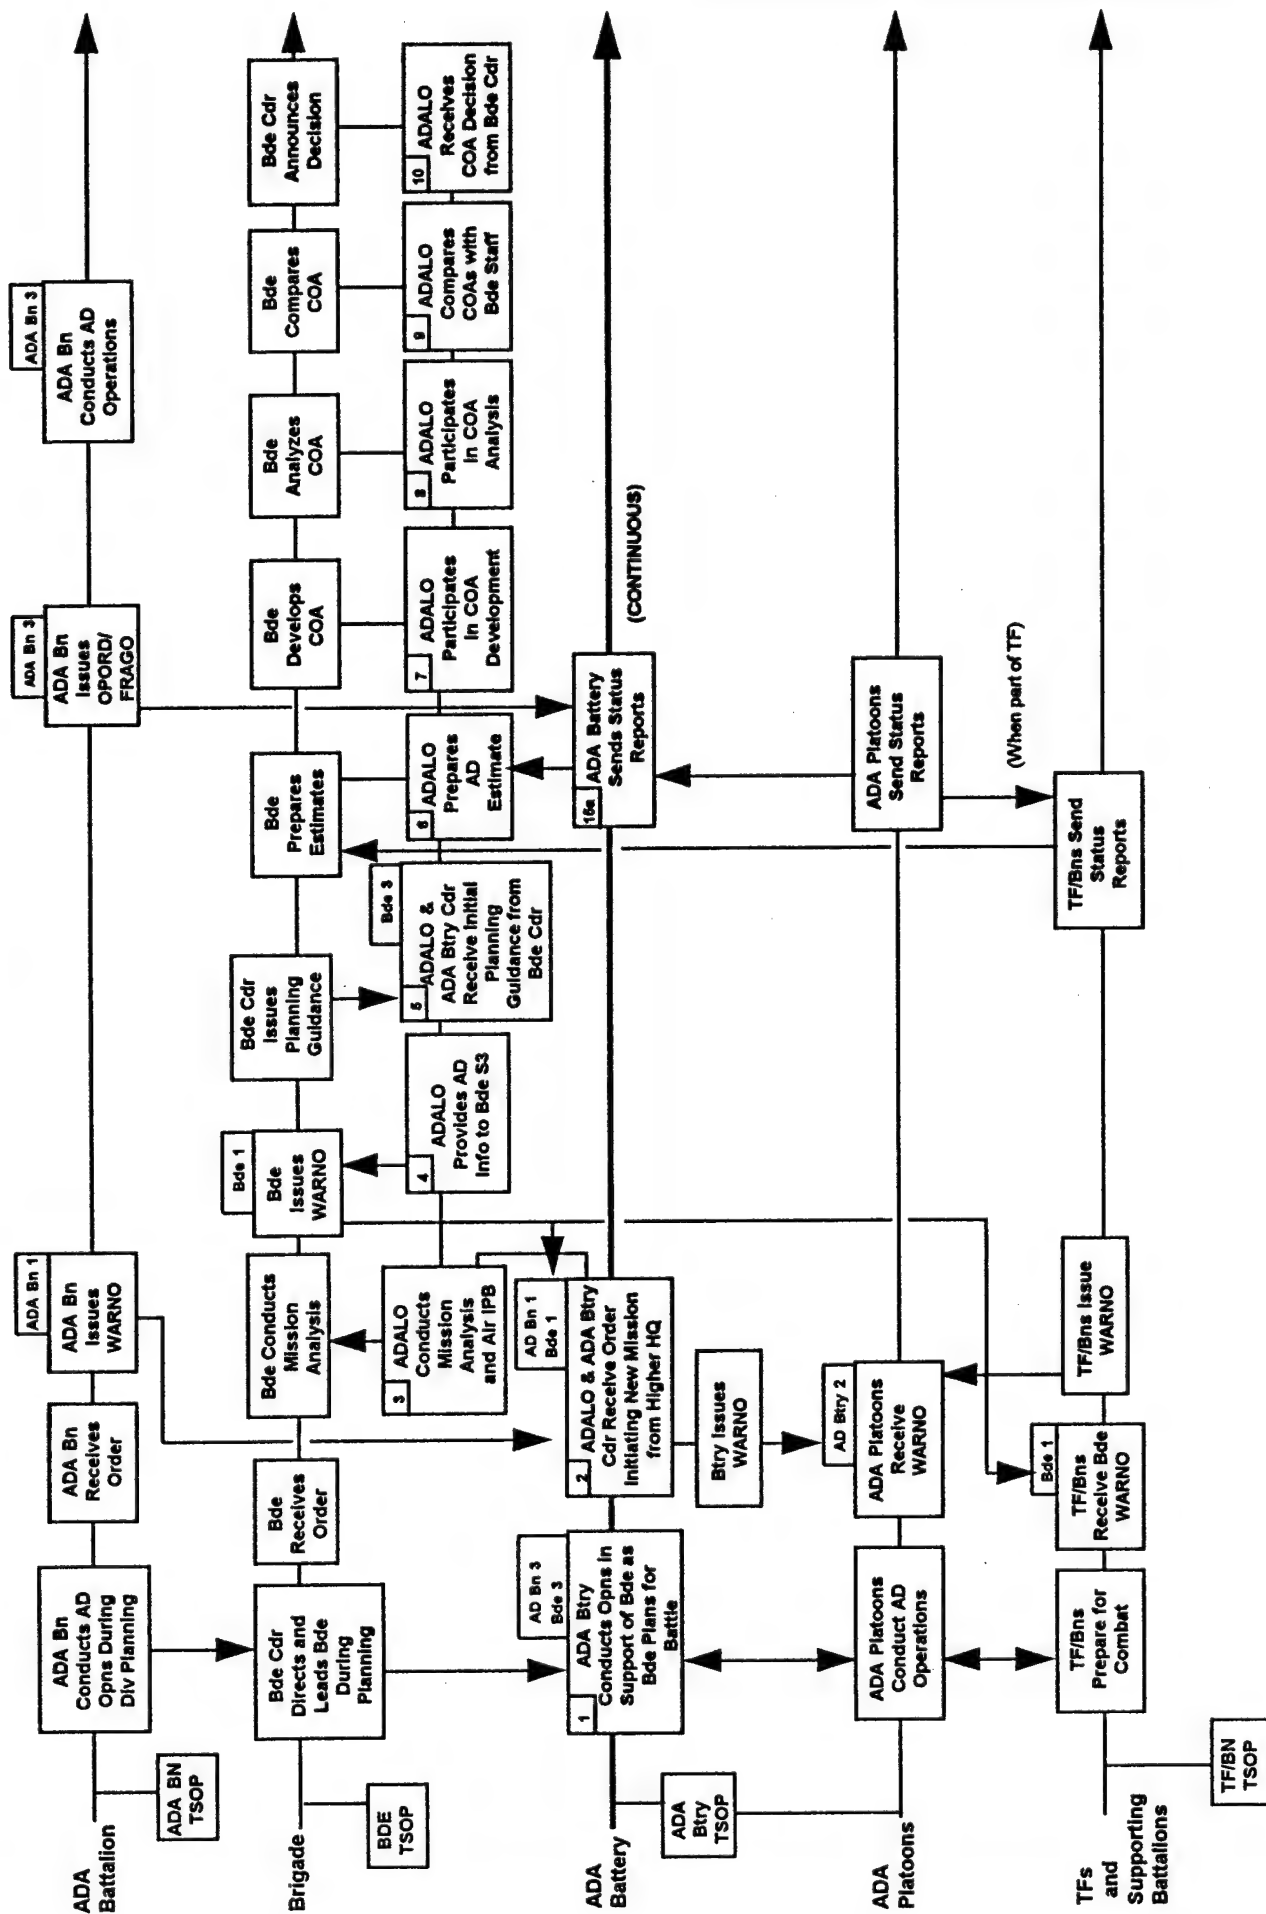 ADA
Battalion
ADA BN
TSOP
ADA Bn
Conducts AD
Opns During
Div Planning
ADA Bn
Receives
Order
ADA Bn 1
ADA Bn
Issues
WARNO
ADA Bn 3
ADA Bn
Issues
OPORD/
FRAGO
ADA Bn 3
ADA Bn
Conducts AD
Operations
Brigade
BDE
TSOP
Bde Cdr
Directs and
Leads Bde
During
Planning
Bde
Receives
Order
Bde Conducts
Mission
Analysis
Bde 1
Bde
Issues
WARNO
Bde Cdr
Issues
Planning
Guidance
Bde
Prepares
Estimates
Bde
Develops
COA
Bde
Analyzes
COA
Bde
Compares
COA
Bde Cdr
Announces
Decision
3
ADALO
Conducts
Mission
Analysis
and Air IPB
4
ADALO
Provides AD
Info to Bde S3
Bde 3
5
ADALO &
ADA Btry Cdr
Receive Initial
Planning
Guidance from
Bde Cdr
6
ADALO
Prepares
AD
Estimate
7
ADALO
Participates
in COA
Development
8
ADALO
Participates
in COA
Analysis
9
ADALO
Compares
COAs with
Bde Staff
10
ADALO
Receives
COA Decision
from Bde Cdr
ADA
Battery
ADA
Btry
TSOP
AD Bn 3
Bde 3
1
ADA Btry
Conducts Opns in
Support of Bde as
Bde Plans for
Battle
AD Bn 1
Bde 1
2
ADALO & ADA Btry
Cdr Receive Order
Initiating New Mission
from Higher HQ
Btry Issues
WARNO
15a
ADA Battery
Sends Status
Reports
(CONTINUOUS)
ADA
Platoons
ADA Platoons
Conduct AD
Operations
AD Btry 2
ADA Platoons
Receive
WARNO
ADA Platoons
Send Status
Reports
(When part of TF)
TFs
and
Supporting
Battalions
TF/BN
TSOP
TF/Bns
Prepare for
Combat
Bde 1
TF/Bns
Receive Bde
WARNO
TF/Bns Issue
WARNO
TF/Bns Send
Status
Reports